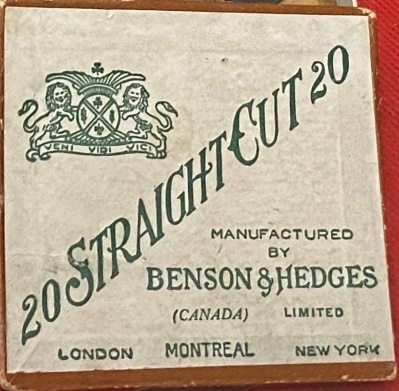 VENI VIDI VICI
20 STRAIGHT CUT 20
MANUFACTURED
BY
BENSON & HEDGES
(CANADA) LIMITED
LONDON MONTREAL NEW YORK